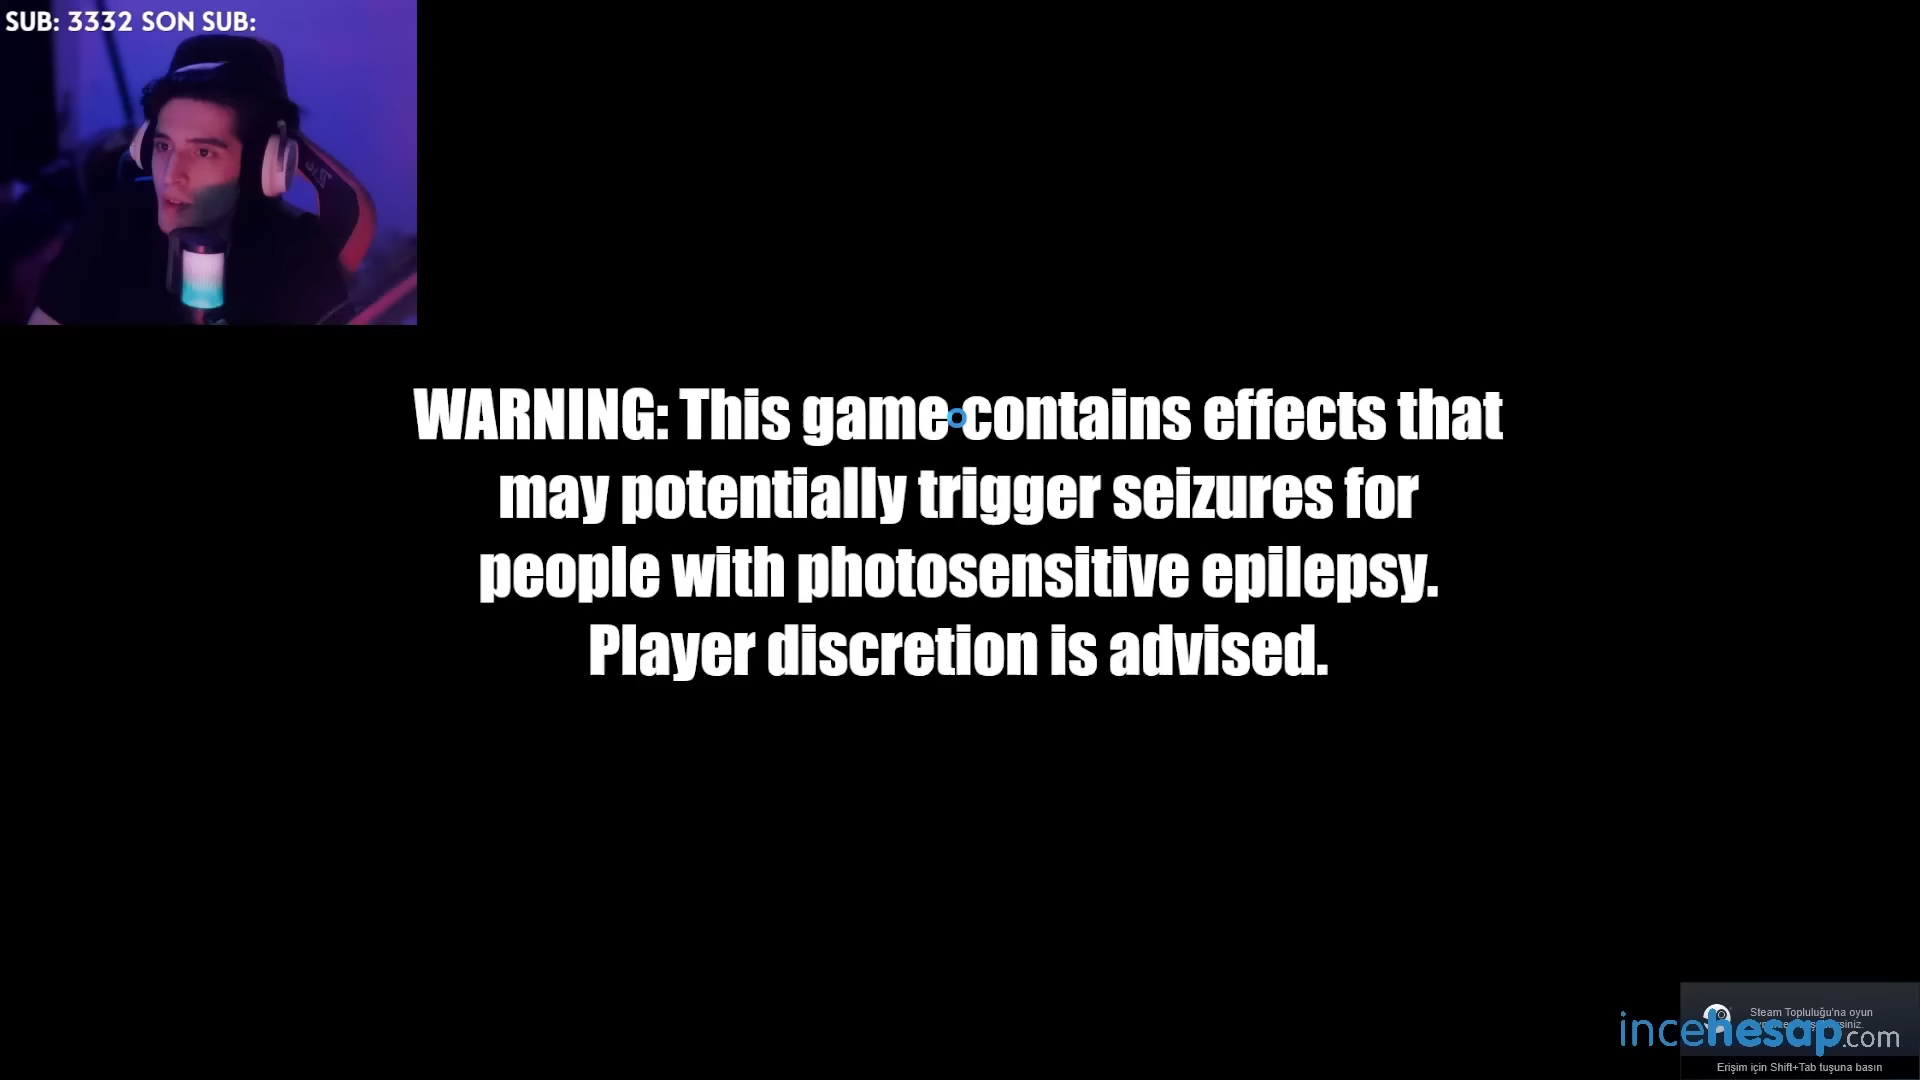 SUB: 3332 SON SUB:
WARNING: This game contains effects that
may potentially trigger seizures for
people with photosensitive epilepsy.
Player discretion is advised.
Steam Topluluğu'na oyun
incehesap.com
Erişim için Shift+Tab tuşuna basın